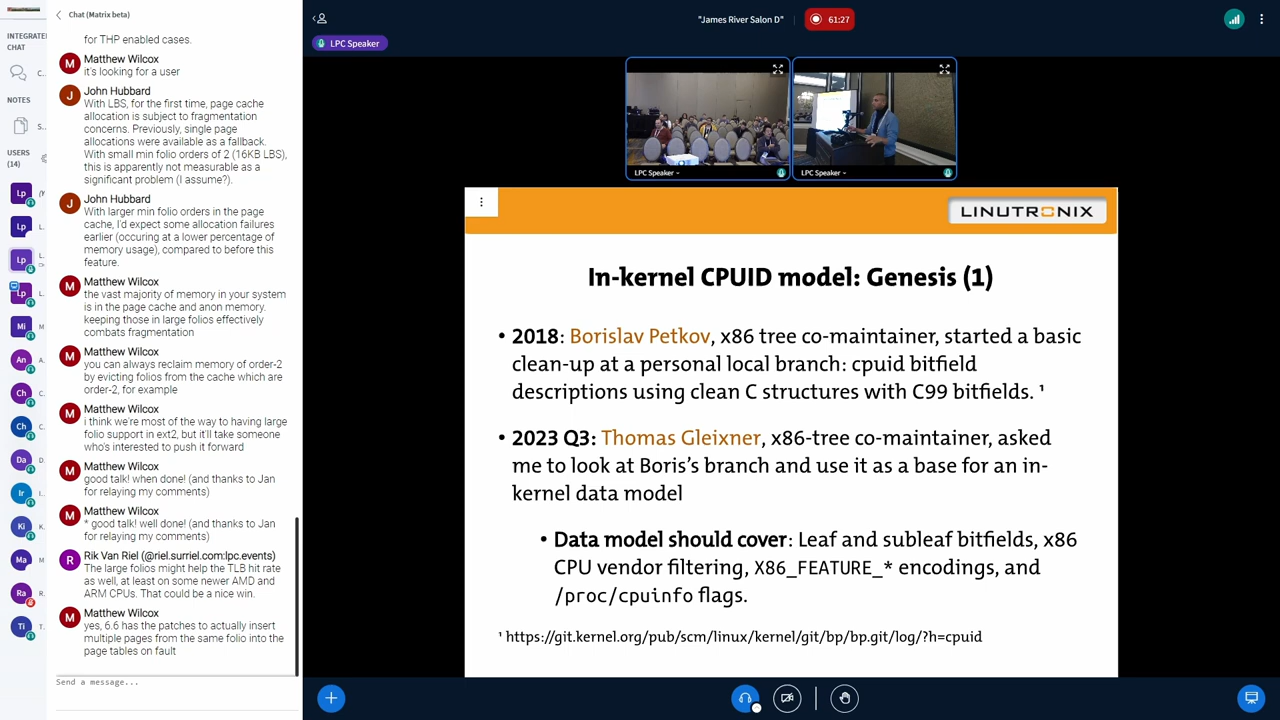 Chat (Matrix beta)
INTEGRATE
CHAT
C..
NOTES
S...
USERS
(14)
Lp
Lp
L..
Lp
L..
Lp
L..
Mi
L..
An
A..
Ch
C..
Ch
C..
Da
D..
Ir
I..
Ki
K..
Ma
M..
Ra
R..
Ti
T..
for THP enabled cases.
M
Matthew Wilcox
it's looking for a user
J
John Hubbard
With LBS, for the first time, page cache
allocation is subject to fragmentation
concerns. Previously, single page
allocations were available as a fallback.
With small min folio orders of 2 (16KB LBS),
this is apparently not measurable as a
significant problem (I assume?).
J
John Hubbard
With larger min folio orders in the page
cache, I'd expect some allocation failures
earlier (occuring at a lower percentage of
memory usage), compared to before this
feature.
M
Matthew Wilcox
the vast majority of memory in your system
is in the page cache and anon memory.
keeping those in large folios effectively
combats fragmentation
M
Matthew Wilcox
you can always reclaim memory of order-2
by evicting folios from the cache which are
order-2, for example
M
Matthew Wilcox
i think we're most of the way to having large
folio support in ext2, but it'll take someone
who's interested to push it forward
M
Matthew Wilcox
good talk! when done! (and thanks to Jan
for relaying my comments)
M
Matthew Wilcox
* good talk! well done! (and thanks to Jan
for relaying my comments)
R
Rik Van Riel (@riel.surriel.com:lpc.events)
The large folios might help the TLB hit rate
as well, at least on some newer AMD and
ARM CPUs. That could be a nice win.
M
Matthew Wilcox
yes, 6.6 has the patches to actually insert
multiple pages from the same folio into the
page tables on fault
Send a message...
"James River Salon D"
61:27
LPC Speaker
LPC Speaker
LPC Speaker
LINUTRONIX
In-kernel CPUID model: Genesis (1)
• 2018: Borislav Petkov, x86 tree co-maintainer, started a basic
clean-up at a personal local branch: cpuid bitfield
descriptions using clean C structures with C99 bitfields. ¹
• 2023 Q3: Thomas Gleixner, x86-tree co-maintainer, asked
me to look at Boris's branch and use it as a base for an in-
kernel data model
• Data model should cover: Leaf and subleaf bitfields, x86
CPU vendor filtering, X86_FEATURE_* encodings, and
/proc/cpuinfo flags.
¹ https://git.kernel.org/pub/scm/linux/kernel/git/bp/bp.git/log/?h=cpuid